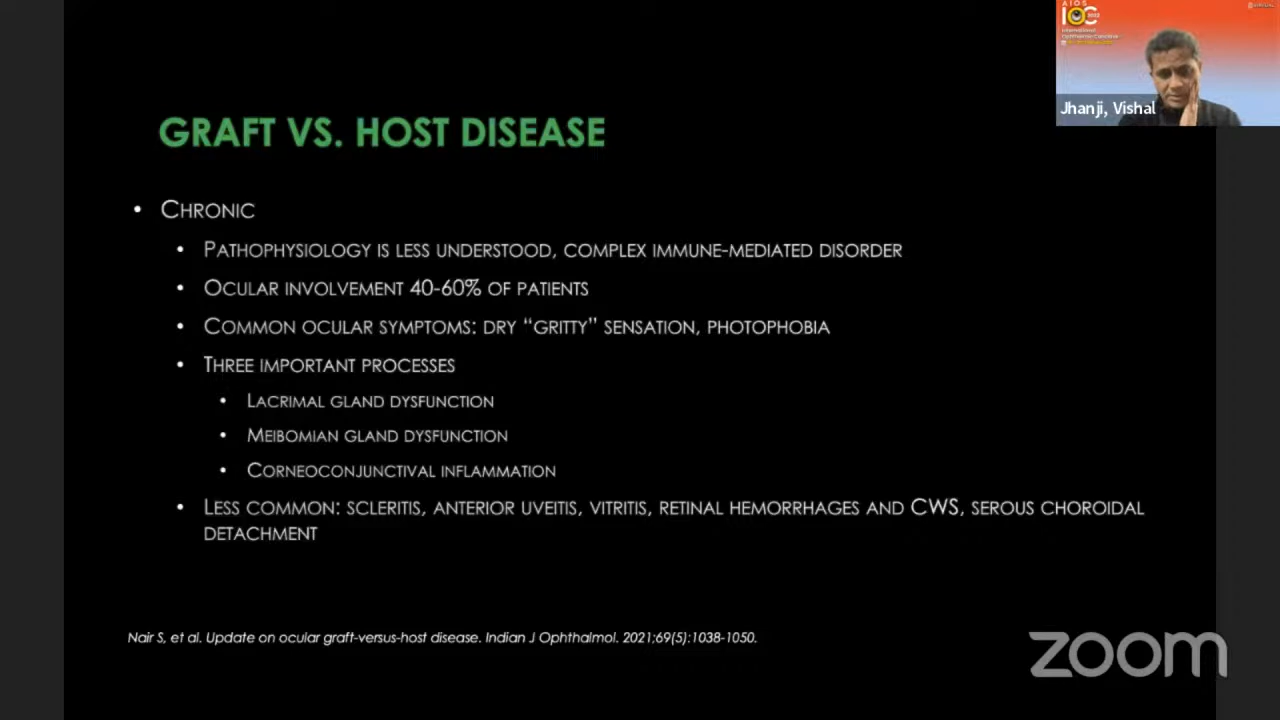 AIOS
IOC
Jhanji, Vishal
GRAFT VS. HOST DISEASE
• CHRONIC
• PATHOPHYSIOLOGY IS LESS UNDERSTOOD, COMPLEX IMMUNE-MEDIATED DISORDER
• OCULAR INVOLVEMENT 40-60% OF PATIENTS
• COMMON OCULAR SYMPTOMS: DRY “GRITTY” SENSATION, PHOTOPHOBIA
• THREE IMPORTANT PROCESSES
• LACRIMAL GLAND DYSFUNCTION
• MEIBOMIAN GLAND DYSFUNCTION
• CORNEOCONJUNCTIVAL INFLAMMATION
• LESS COMMON: SCLERITIS, ANTERIOR UVEITIS, VITRITIS, RETINAL HEMORRHAGES AND CWS, SEROUS CHOROIDAL
DETACHMENT
Nair S, et al. Update on ocular graft-versus-host disease. Indian J Ophthalmol. 2021;69(5):1038-1050.
zoom